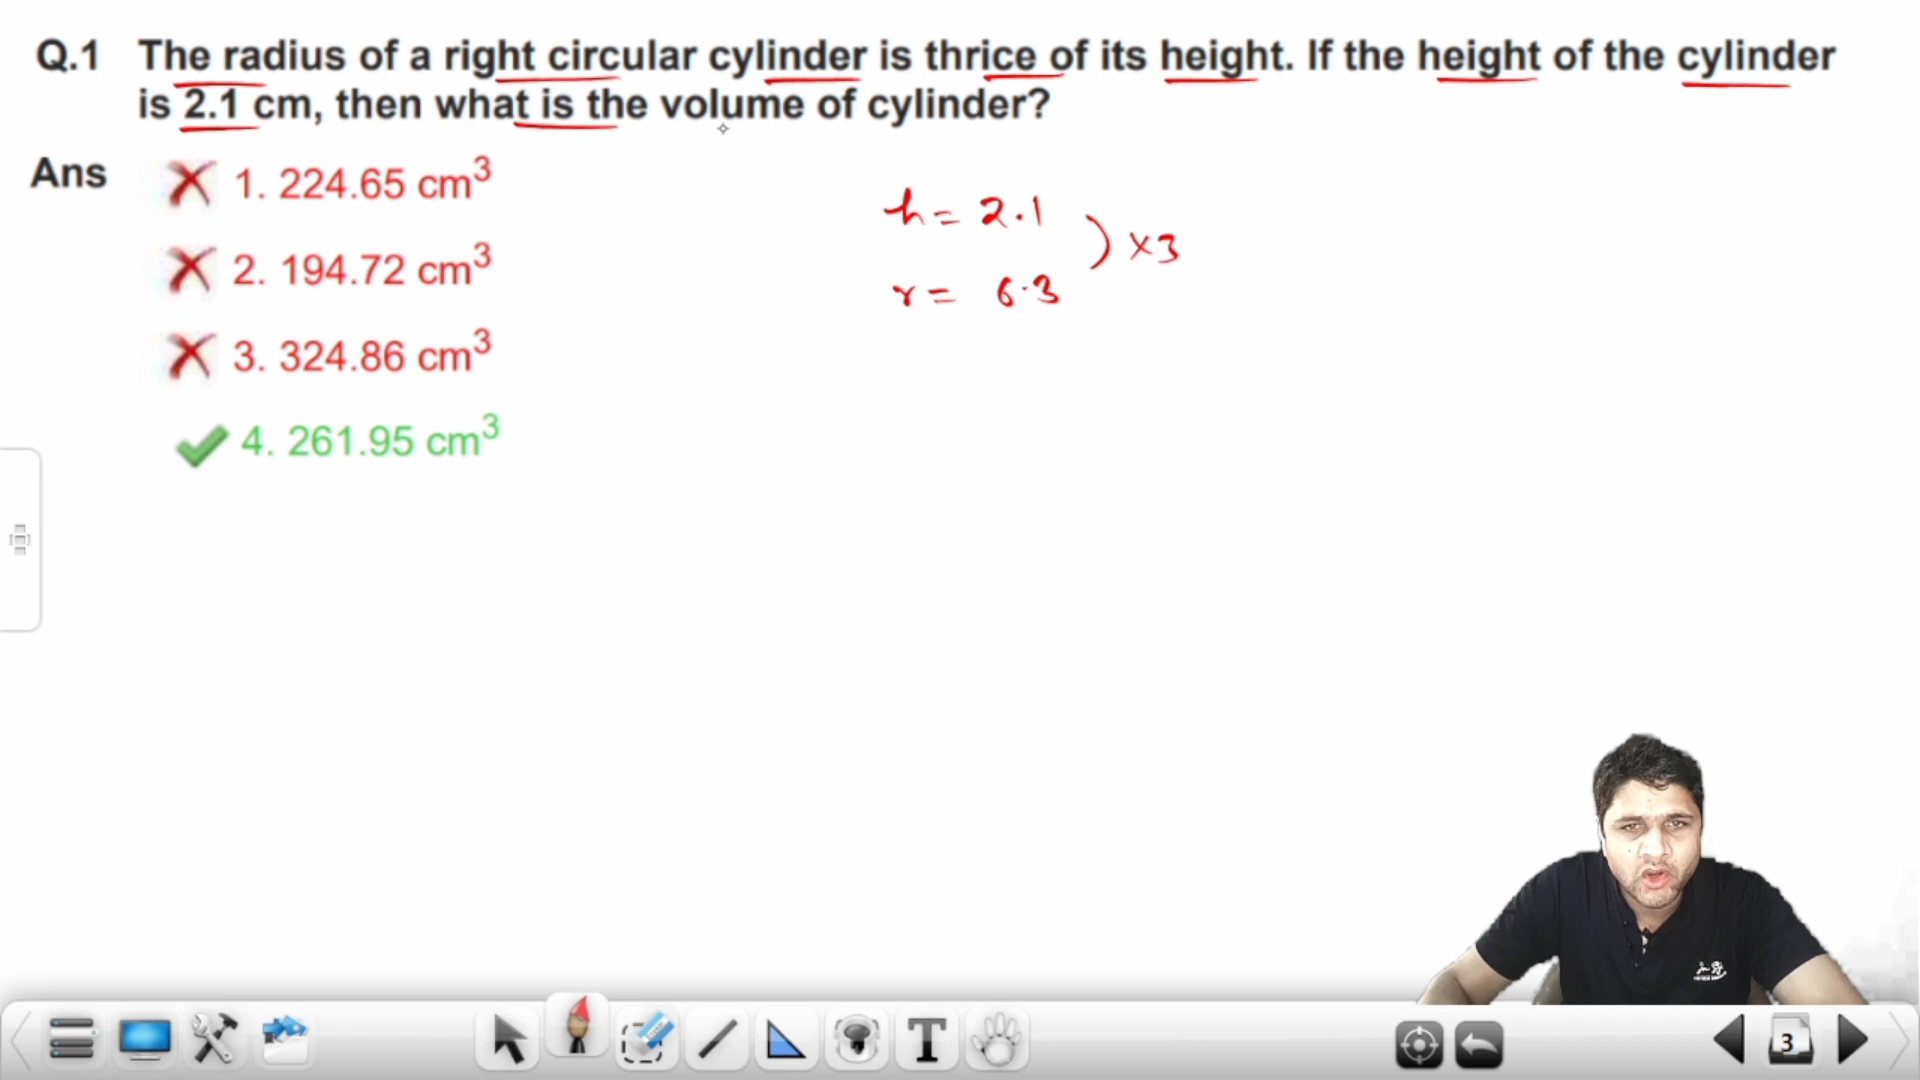 Q.1 The radius of a right circular cylinder is thrice of its height. If the height of the cylinder
is 2.1 cm, then what is the volume of cylinder?
Ans
1. 224.65 cm³
2. 194.72 cm³
3. 324.86 cm³
4. 261.95 cm³
h = 2.1
r = 6.3
) ×3
T
3